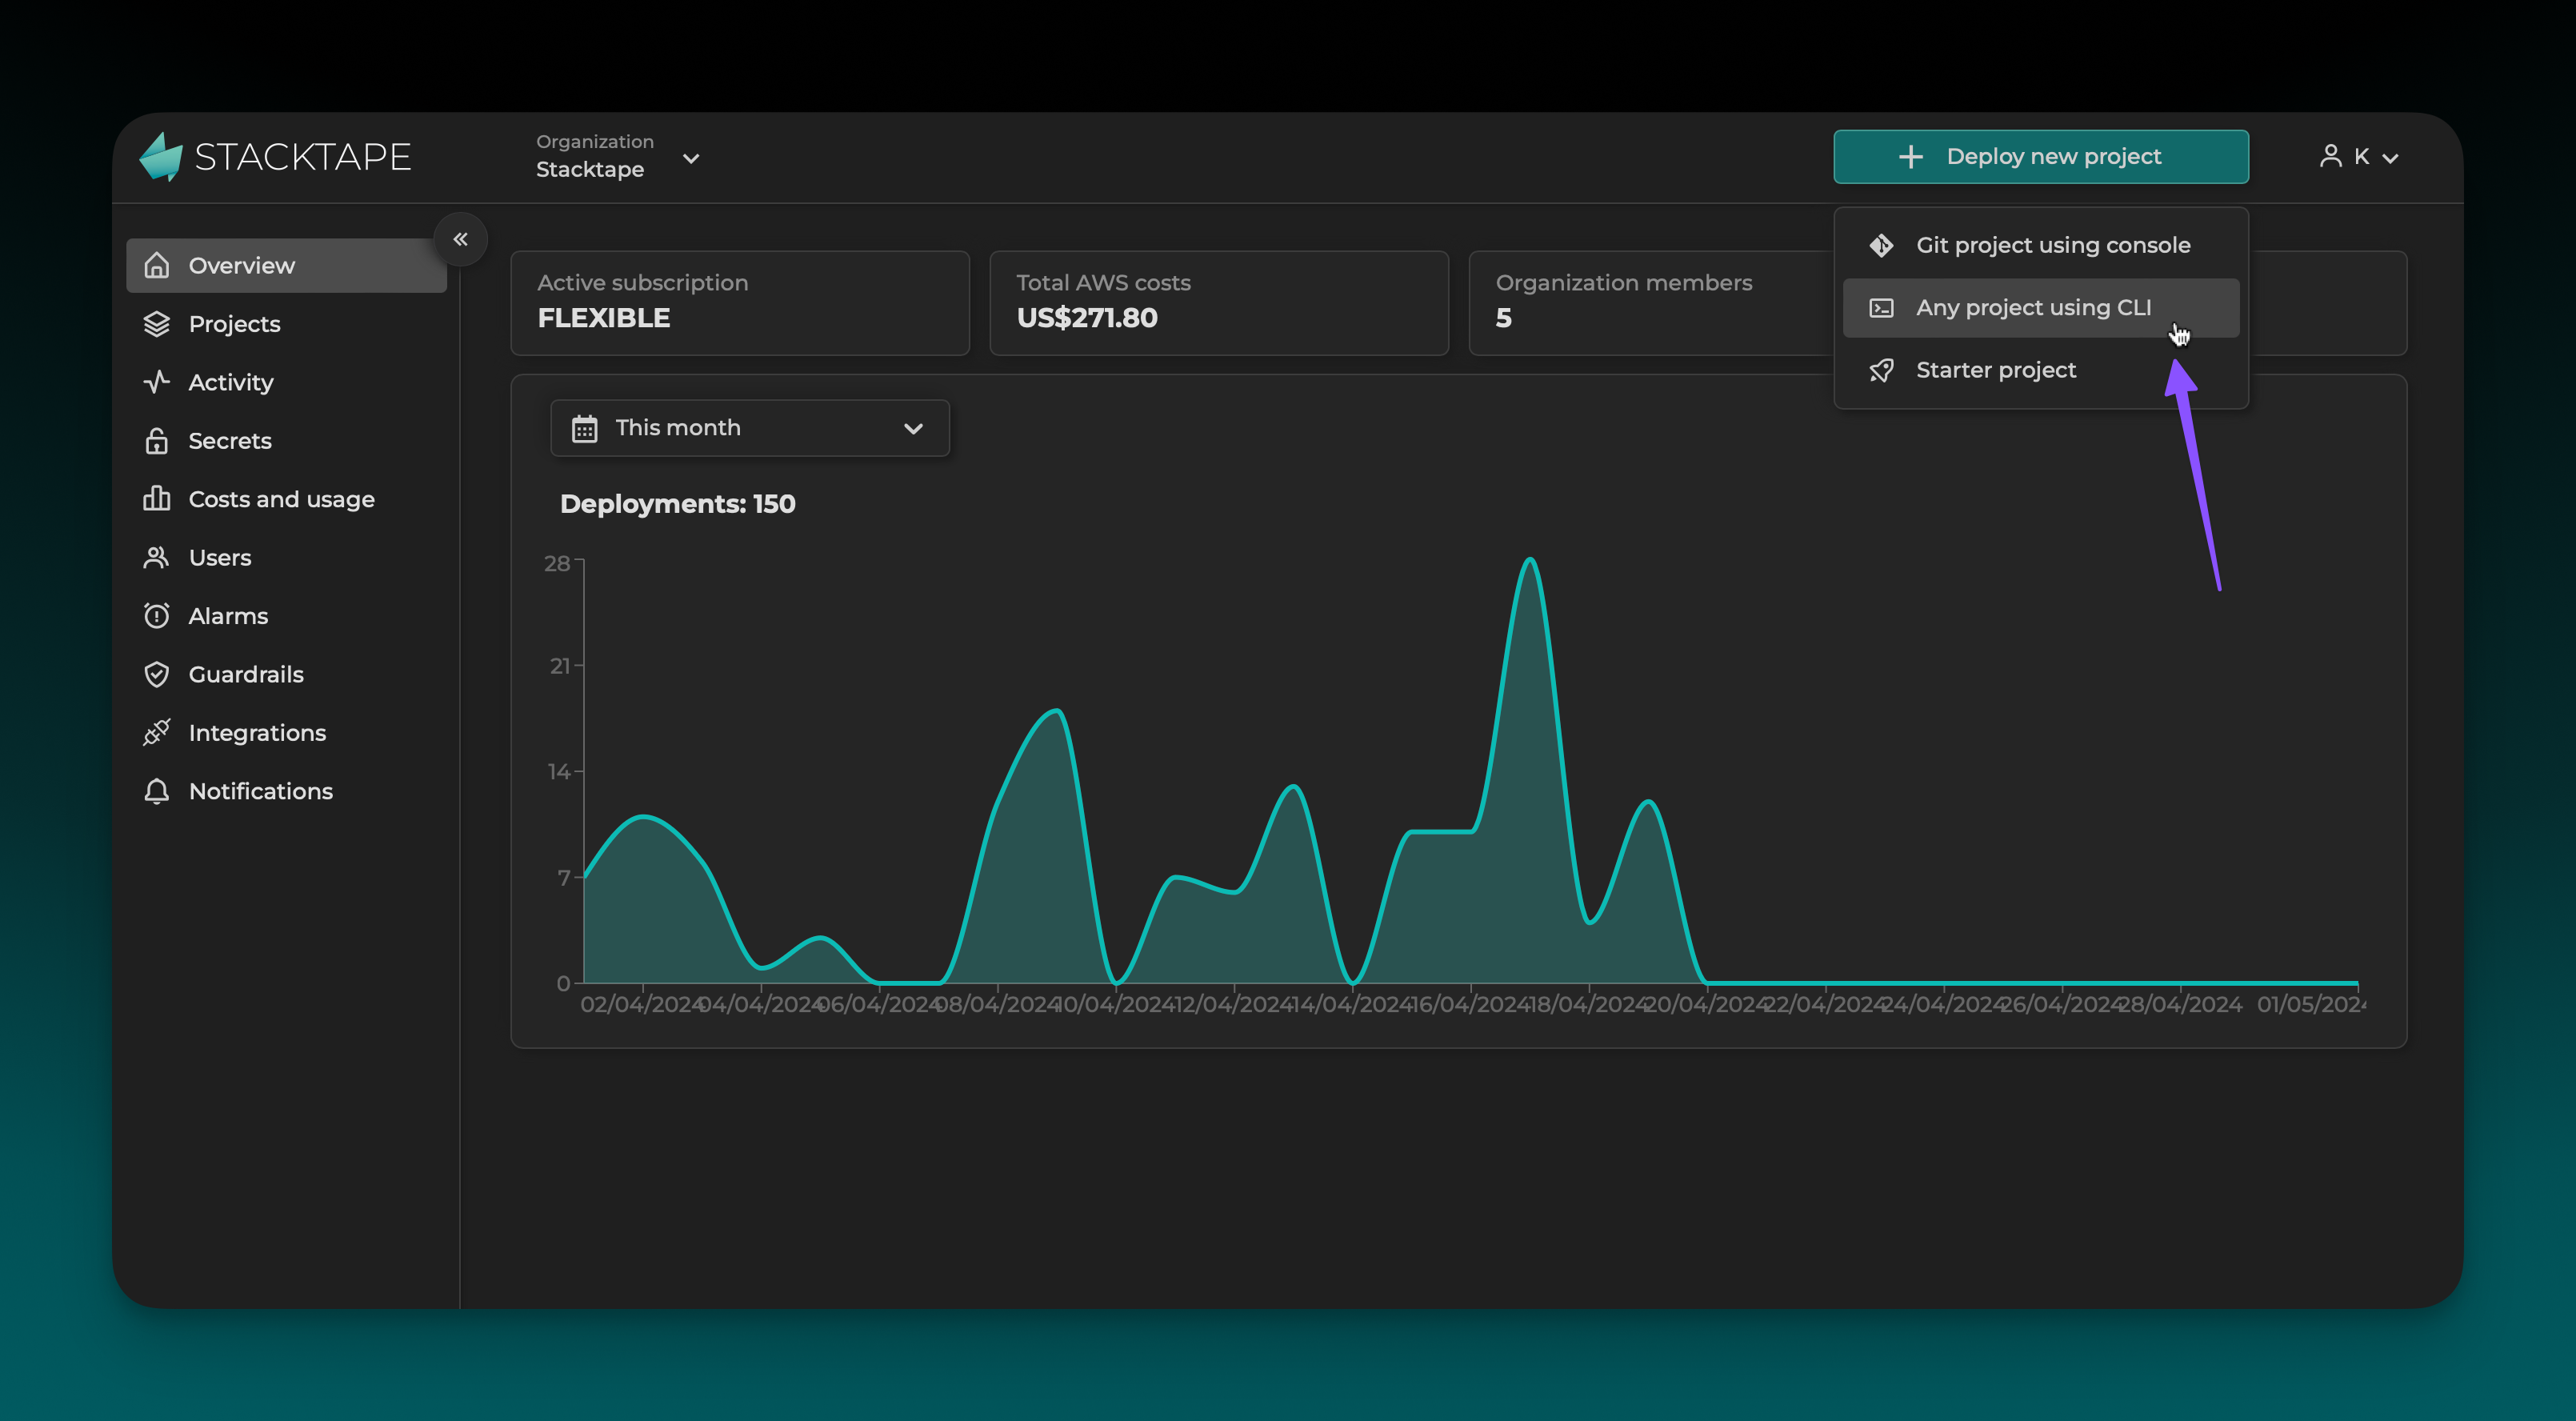 STACKTAPE
Organization
Stacktape
Deploy new project
K
Git project using console
Any project using CLI
Starter project
Overview
Projects
Activity
Secrets
Costs and usage
Users
Alarms
Guardrails
Integrations
Notifications
Active subscription
FLEXIBLE
Total AWS costs
US$271.80
Organization members
5
This month
Deployments: 150
28
21
14
7
0
02/04/2024 04/04/2024 06/04/2024 08/04/2024 10/04/2024 12/04/2024 14/04/2024 16/04/2024 18/04/2024 20/04/2024 22/04/2024 24/04/2024 26/04/2024 28/04/2024 01/05/2024